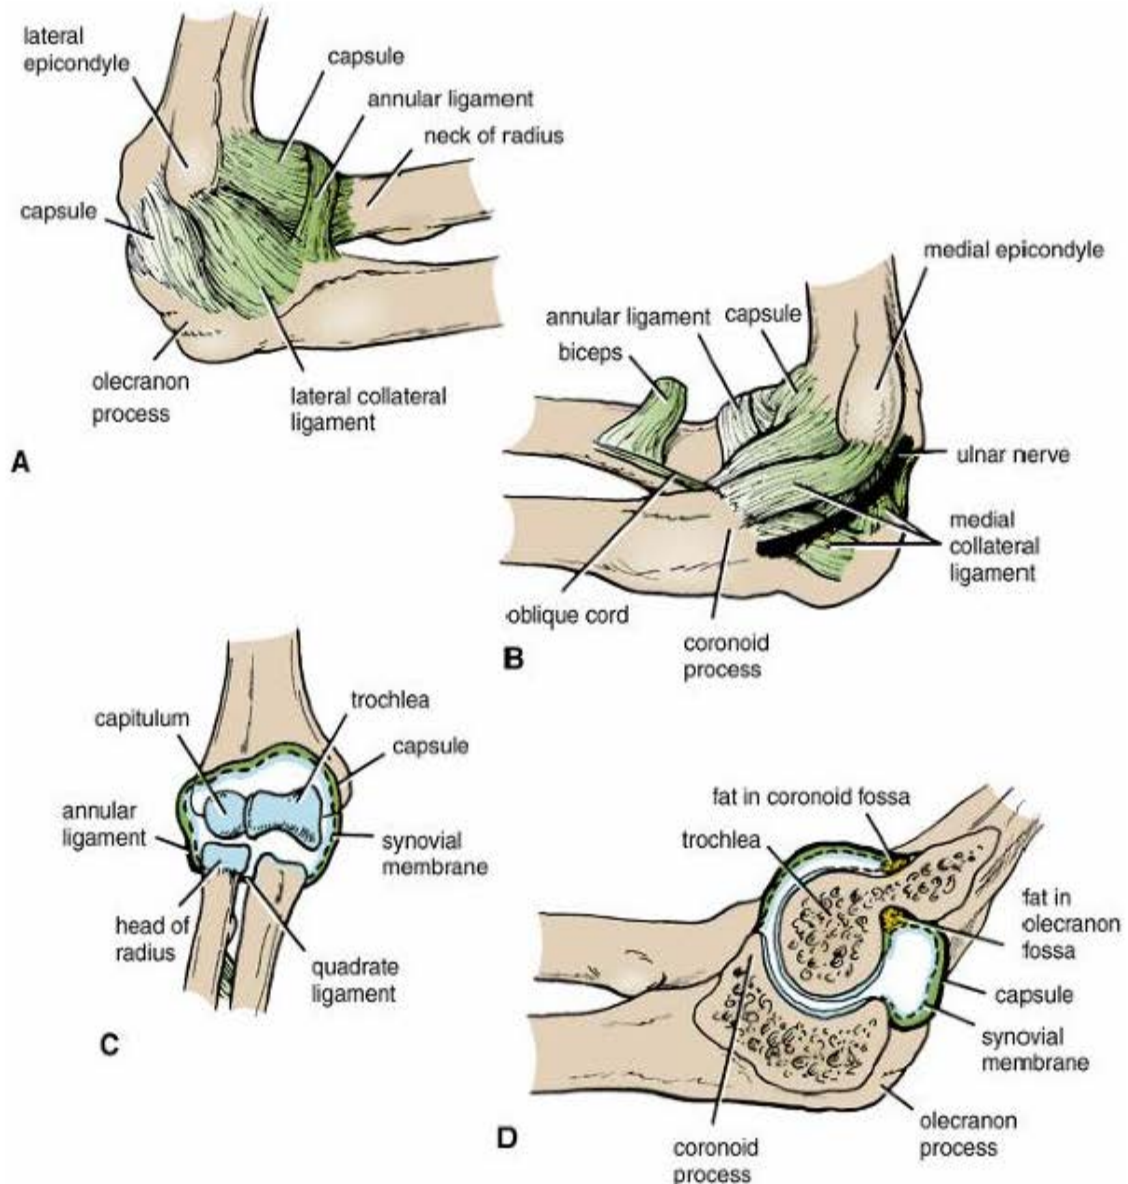 lateral
epicondyle
capsule
annular ligament
neck of radius
capsule
olecranon
process
lateral collateral
ligament
A
medial epicondyle
annular ligament
capsule
biceps
ulnar nerve
medial
collateral
ligament
oblique cord
coronoid
process
B
trochlea
capitulum
capsule
annular
ligament
synovial
membrane
head of
radius
quadrate
ligament
C
fat in coronoid fossa
trochlea
fat in
olecranon
fossa
capsule
synovial
membrane
olecranon
process
coronoid
process
D